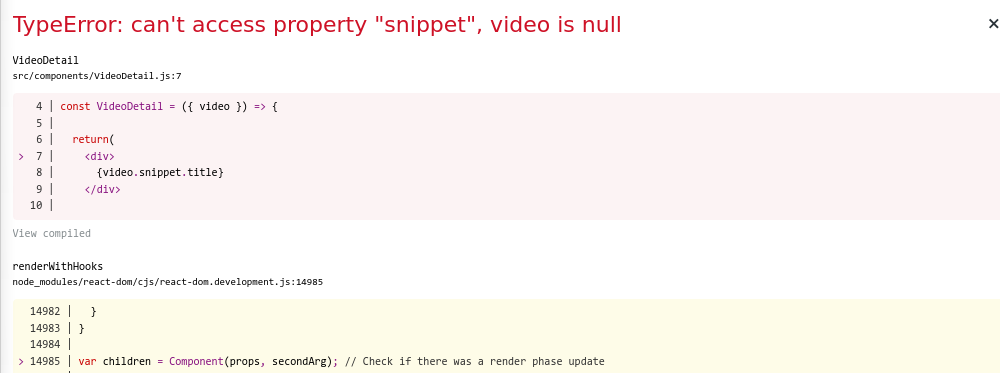 TypeError: can't access property "snippet", video is null
×
VideoDetail
src/components/VideoDetail.js:7
4 | const VideoDetail = ({ video }) => {
5 |
6 |   return(
> 7 |     <div>
8 |       {video.snippet.title}
9 |     </div>
10 |
View compiled
renderWithHooks
node_modules/react-dom/cjs/react-dom.development.js:14985
14982 |   }
14983 | }
14984 |
> 14985 | var children = Component(props, secondArg); // Check if there was a render phase update